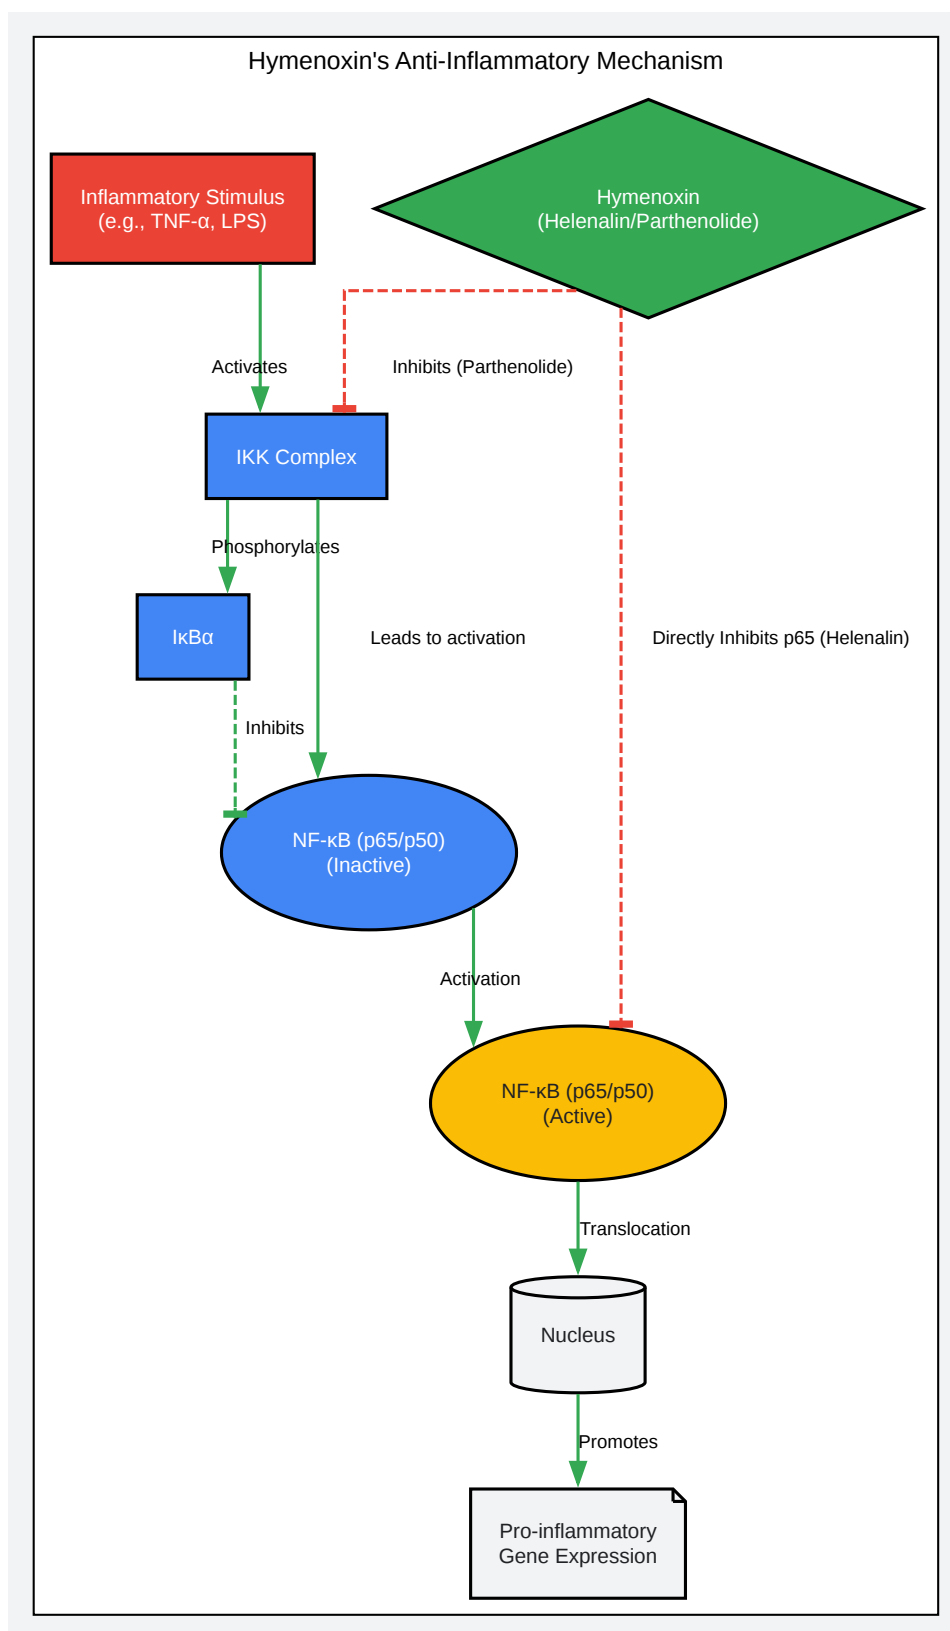 Hymenoxin's Anti-Inflammatory Mechanism
Inflammatory Stimulus
(e.g., TNF-α, LPS)
Hymenoxin
(Helenalin/Parthenolide)
Activates
Inhibits (Parthenolide)
IKK Complex
Phosphorylates
IκBα
Leads to activation
Directly Inhibits p65 (Helenalin)
Inhibits
NF-κB (p65/p50)
(Inactive)
Activation
NF-κB (p65/p50)
(Active)
Translocation
Nucleus
Promotes
Pro-inflammatory
Gene Expression